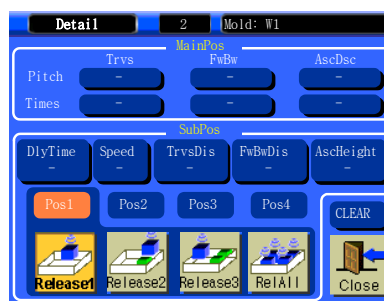 Detail 2 Mold: W1
MainPos
Trvs FwBw AscDsc
Pitch - - -
Times - - -
SubPos
DlyTime Speed TrvsDis FwBwDis AscHeight
- - - - -
Pos1 Pos2 Pos3 Pos4
CLEAR
Release1 Release2 Release3 RelAll Close